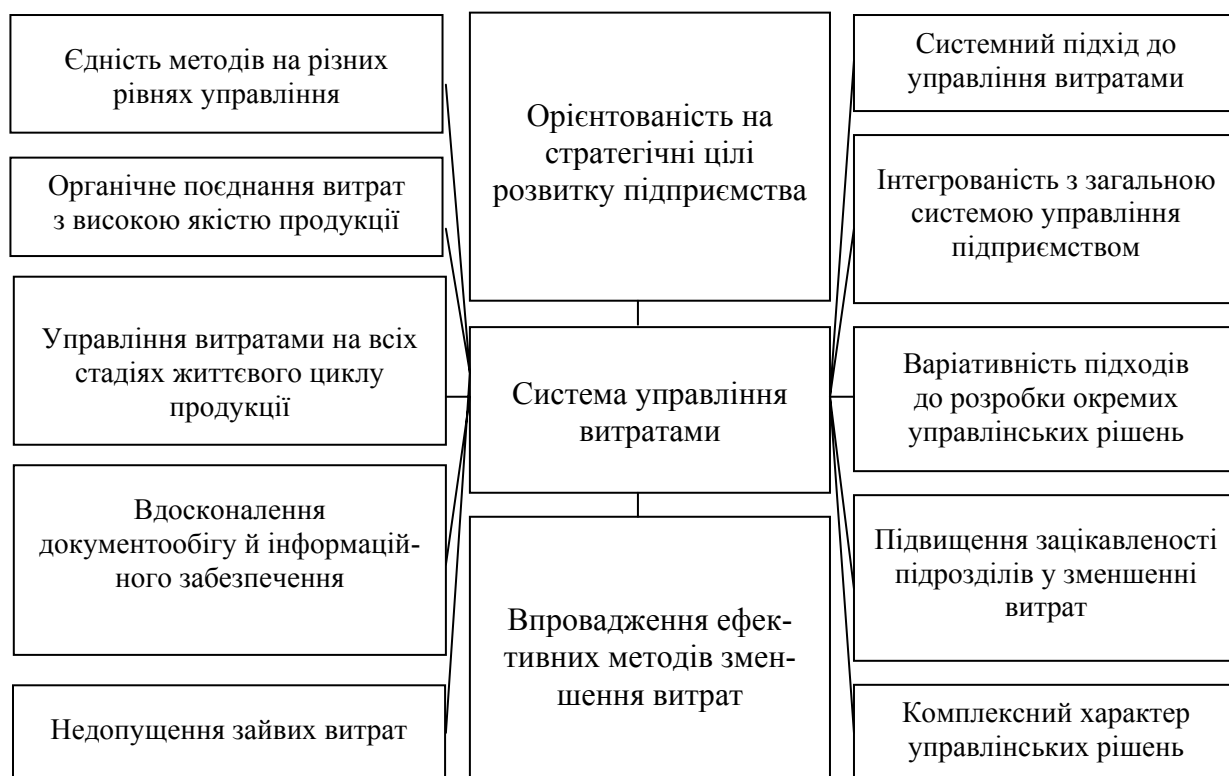 Єдність методів на різних
рівнях управління
Органічне поєднання витрат
з високою якістю продукції
Управління витратами на всіх
стадіях життєвого циклу
продукції
Вдосконалення
документообігу й інформацій-
ного забезпечення
Недопущення зайвих витрат
Орієнтованість на
стратегічні цілі
розвитку підприємства
Система управління
витратами
Впровадження ефек-
тивних методів змен-
шення витрат
Системний підхід до
управління витратами
Інтегрованість з загальною
системою управління
підприємством
Варіативність підходів
до розробки окремих
управлінських рішень
Підвищення зацікавленості
підрозділів у зменшенні
витрат
Комплексний характер
управлінських рішень